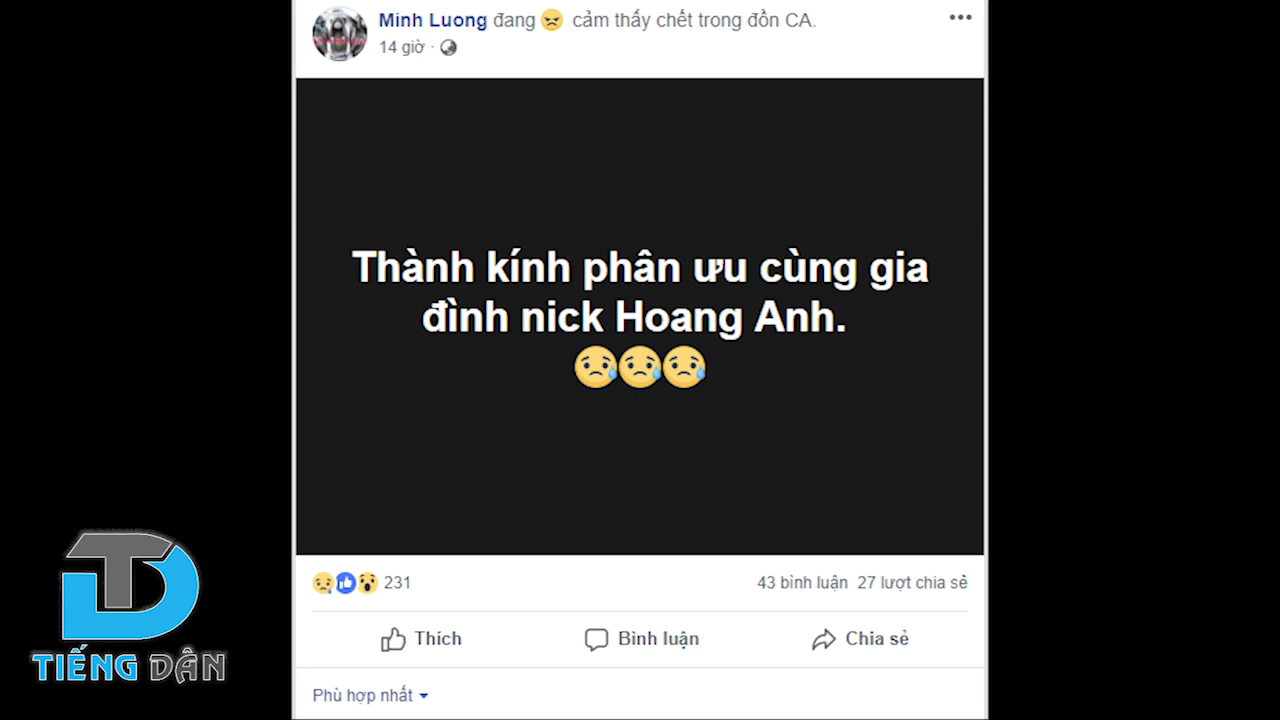 Minh Luong đang 😠 cảm thấy chết trong đồn CA.
14 giờ ·
Thành kính phân ưu cùng gia
đình nick Hoang Anh.
😢😢😢
231
43 bình luận 27 lượt chia sẻ
Thích Bình luận Chia sẻ
Phù hợp nhất
TD
TIẾNG DÂN